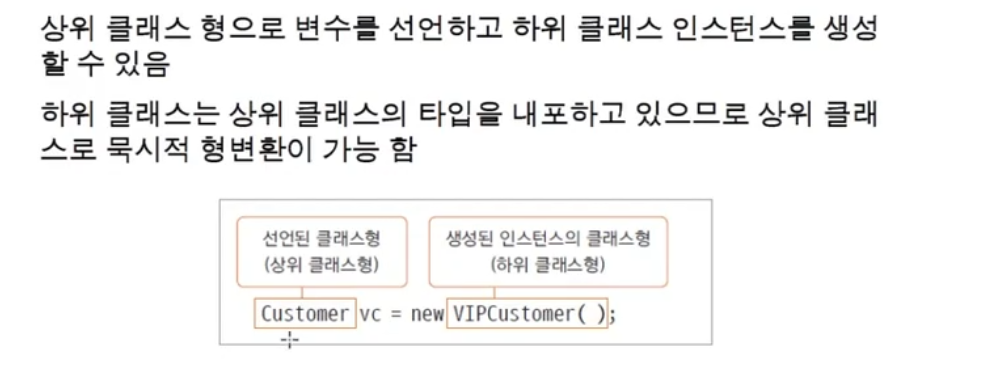 상위 클래스 형으로 변수를 선언하고 하위 클래스 인스턴스를 생성
할 수 있음
하위 클래스는 상위 클래스의 타입을 내포하고 있으므로 상위 클래
스로 묵시적 형변환이 가능 함
선언된 클래스형
(상위 클래스형)
생성된 인스턴스의 클래스형
(하위 클래스형)
Customer vc = new VIPCustomer( );